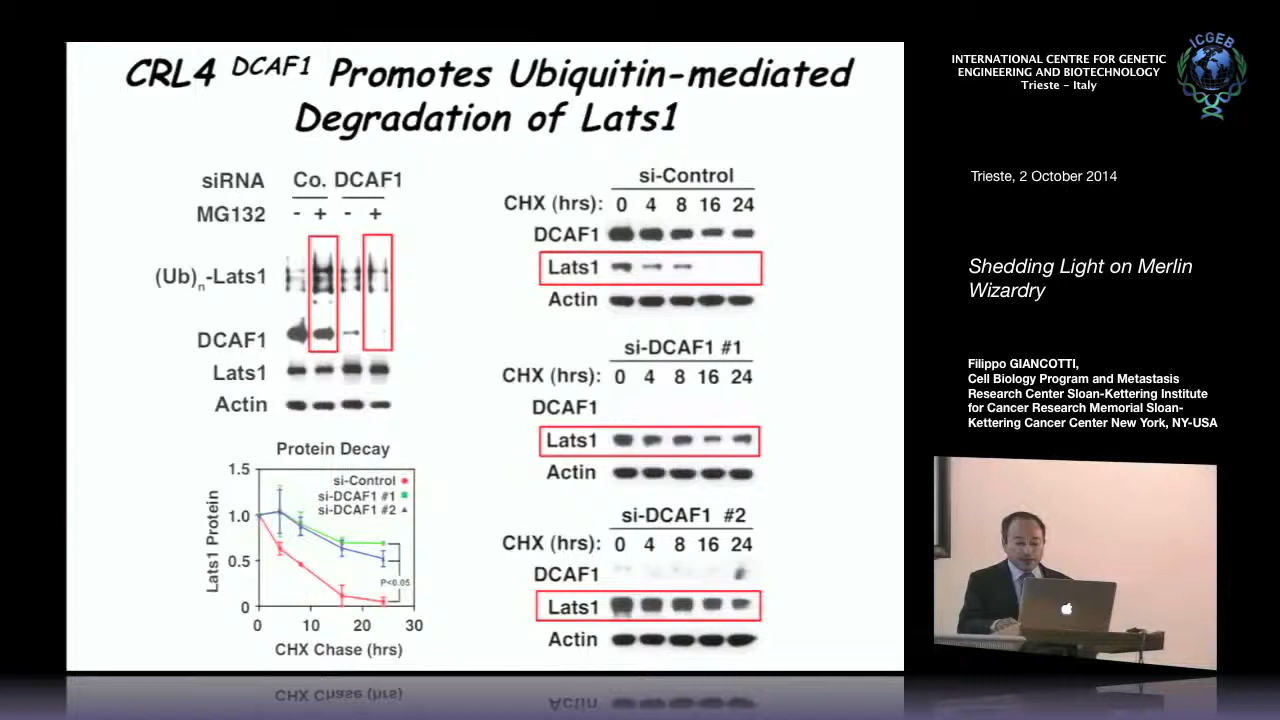 CRL4 DCAF1 Promotes Ubiquitin-mediated
Degradation of Lats1
siRNA Co. DCAF1
MG132 - + - +
(Ub)n-Lats1
DCAF1
Lats1
Actin
Protein Decay
1.5
1.0
0.5
0
Lats1 Protein
si-Control
si-DCAF1 #1
si-DCAF1 #2
P<0.05
0 10 20 30
CHX Chase (hrs)
si-Control
CHX (hrs): 0 4 8 16 24
DCAF1
Lats1
Actin
si-DCAF1 #1
CHX (hrs): 0 4 8 16 24
DCAF1
Lats1
Actin
si-DCAF1 #2
CHX (hrs): 0 4 8 16 24
DCAF1
Lats1
Actin
INTERNATIONAL CENTRE FOR GENETIC
ENGINEERING AND BIOTECHNOLOGY
Trieste - Italy
ICGEB
Trieste, 2 October 2014
Shedding Light on Merlin
Wizardry
Filippo GIANCOTTI,
Cell Biology Program and Metastasis
Research Center Sloan-Kettering Institute
for Cancer Research Memorial Sloan-
Kettering Cancer Center New York, NY-USA